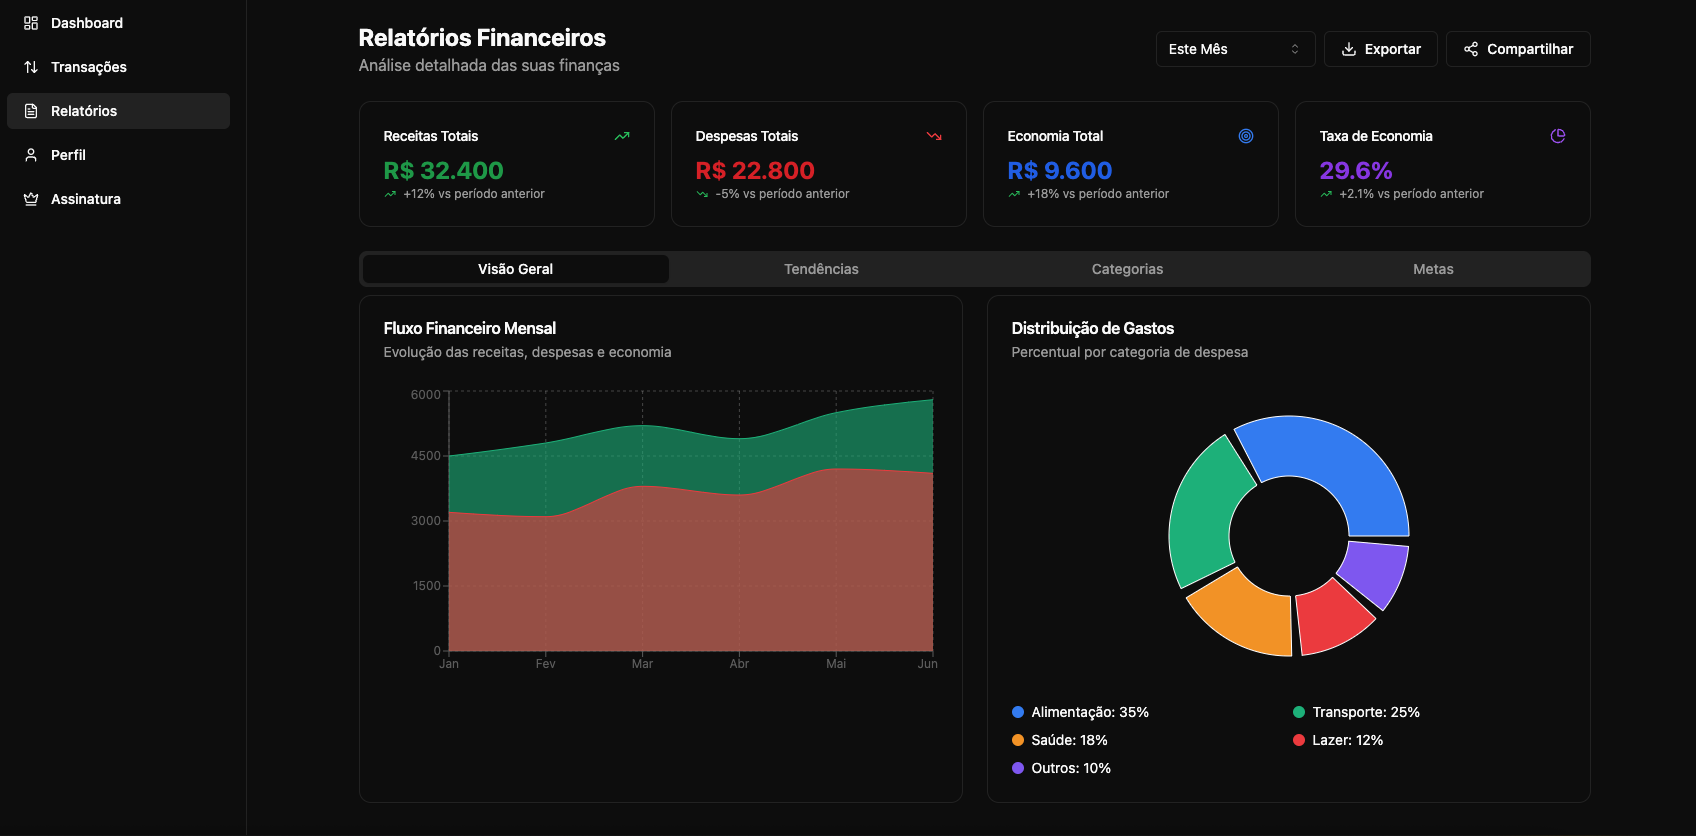 Dashboard
Transações
Relatórios
Perfil
Assinatura
Relatórios Financeiros
Análise detalhada das suas finanças
Este Mês
Exportar
Compartilhar
Receitas Totais
R$ 32.400
+12% vs período anterior
Despesas Totais
R$ 22.800
-5% vs período anterior
Economia Total
R$ 9.600
+18% vs período anterior
Taxa de Economia
29.6%
+2.1% vs período anterior
Visão Geral
Tendências
Categorias
Metas
Fluxo Financeiro Mensal
Evolução das receitas, despesas e economia
6000
4500
3000
1500
0
Jan
Fev
Mar
Abr
Mai
Jun
Distribuição de Gastos
Percentual por categoria de despesa
Alimentação: 35%
Transporte: 25%
Saúde: 18%
Lazer: 12%
Outros: 10%